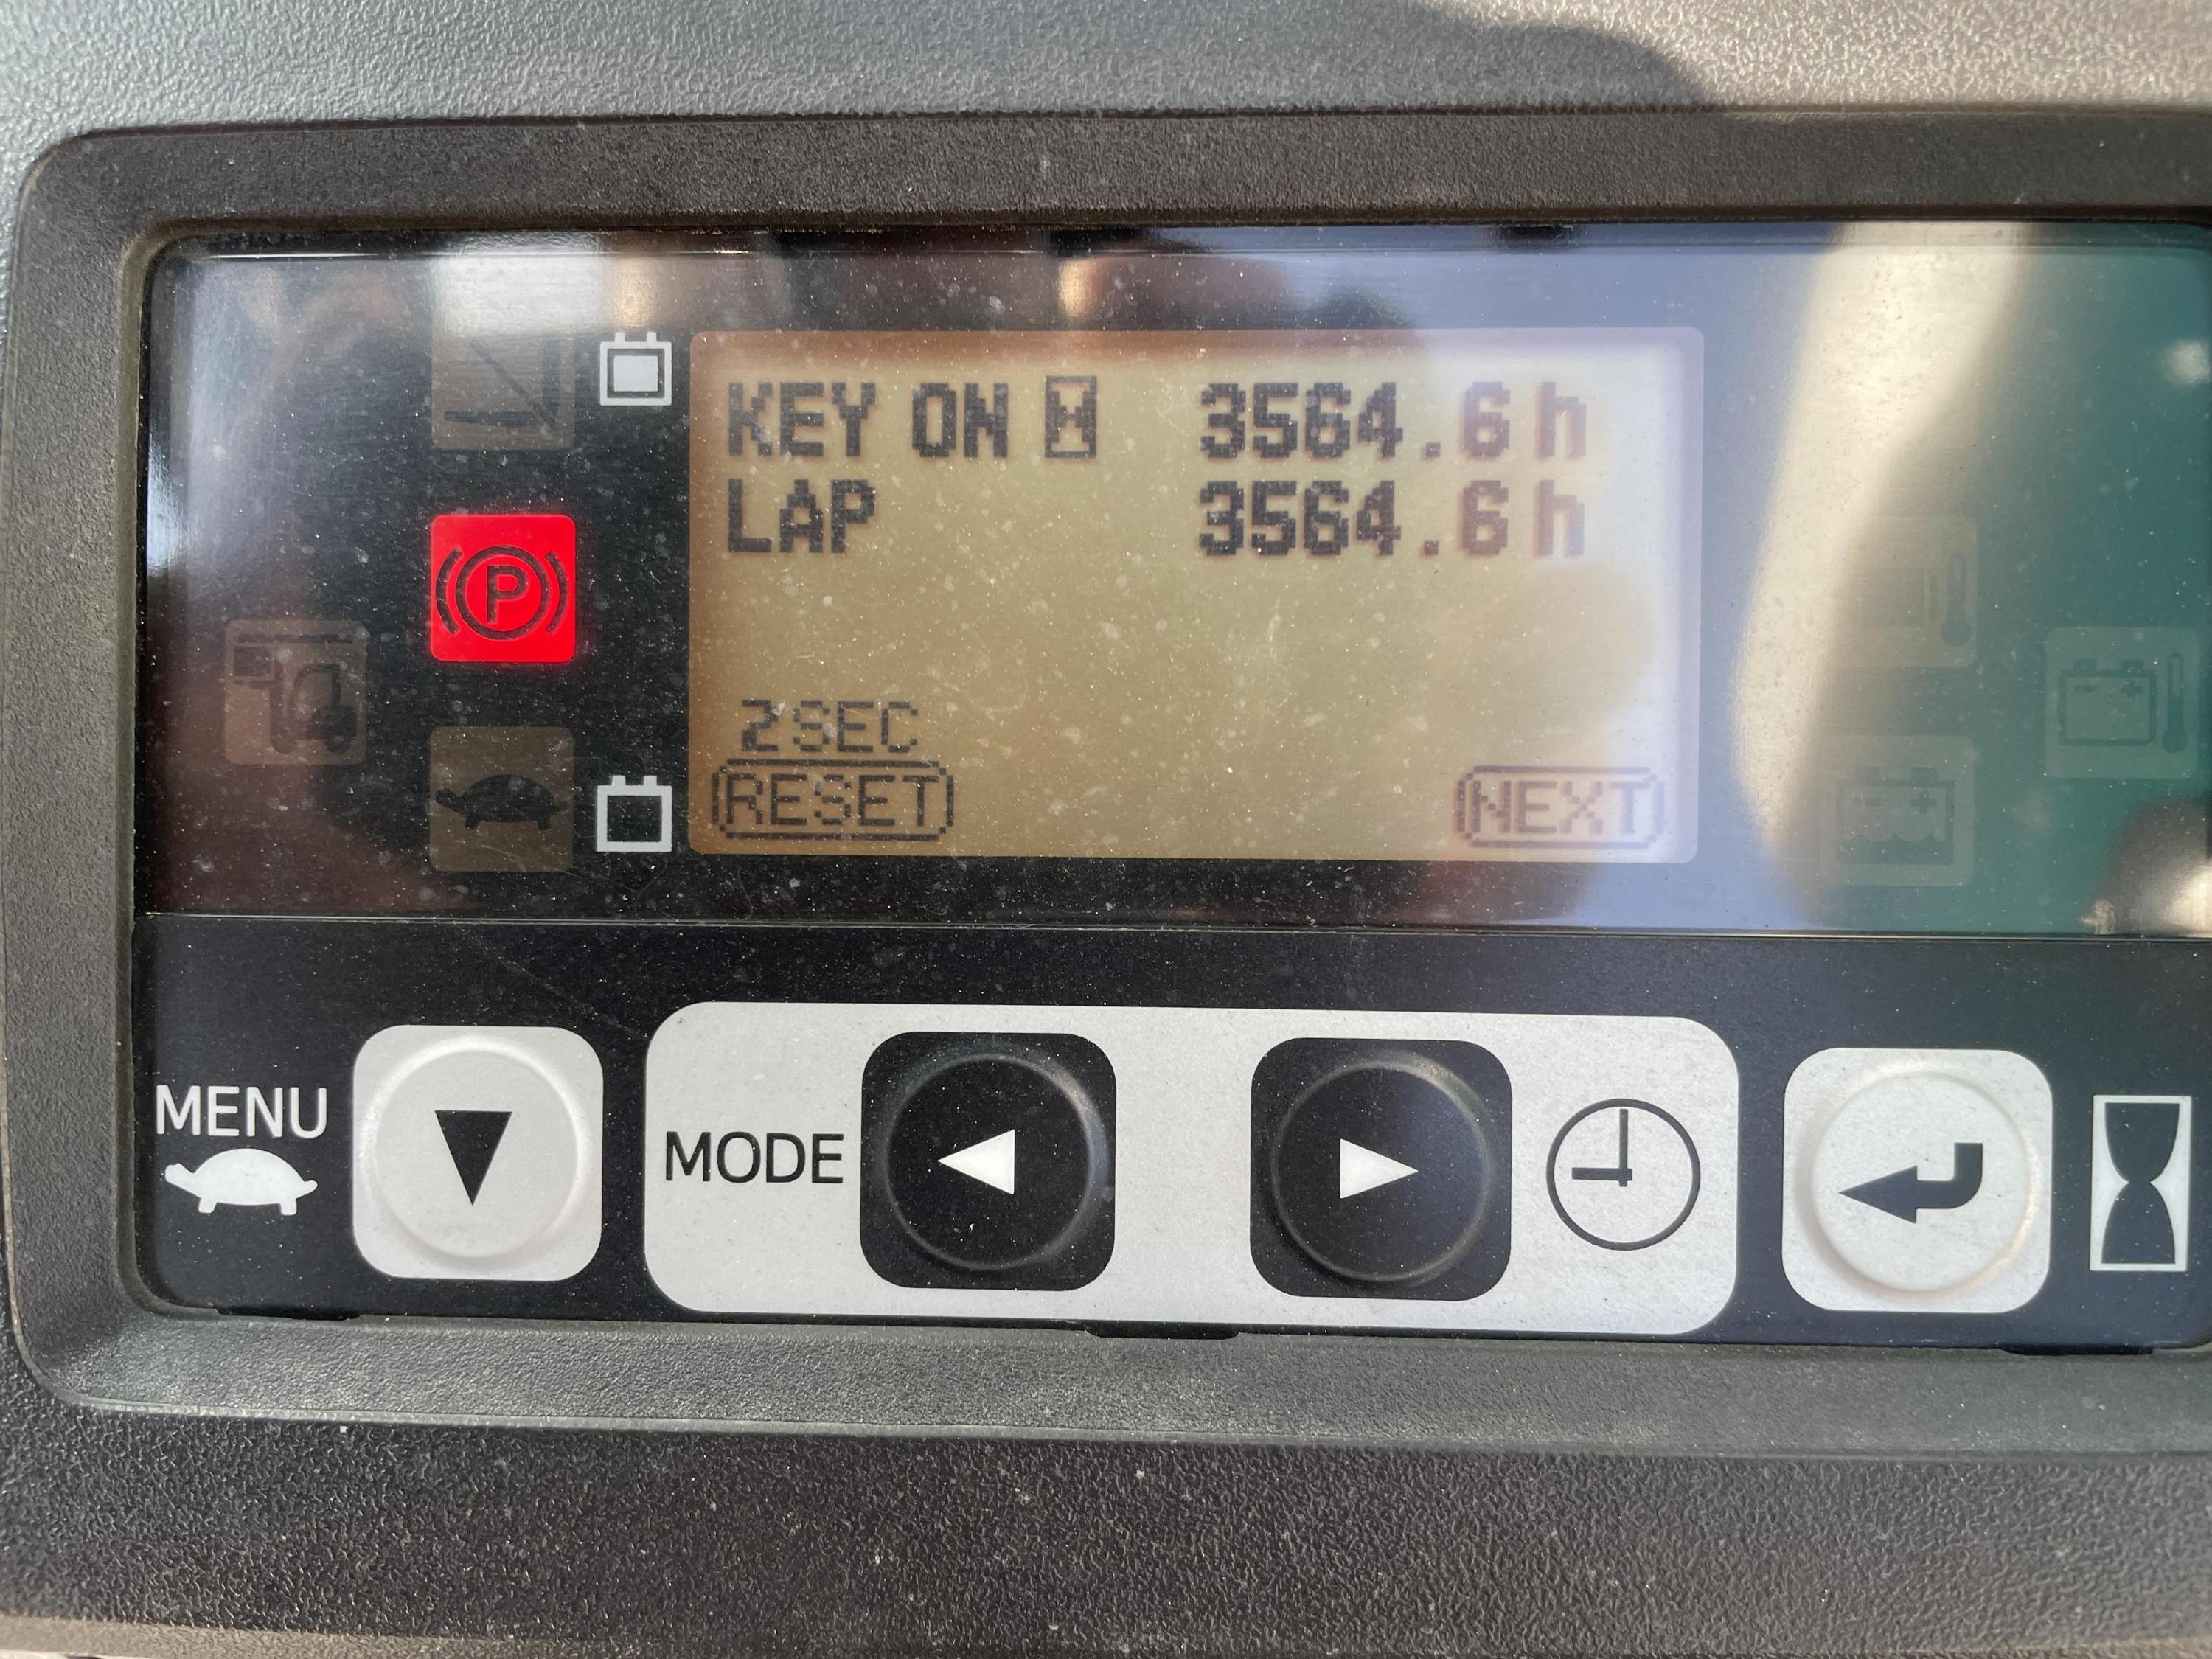 KEY ON 3564.6 h
LAP 3564.6 h
P
2 SEC
RESET NEXT
MENU MODE